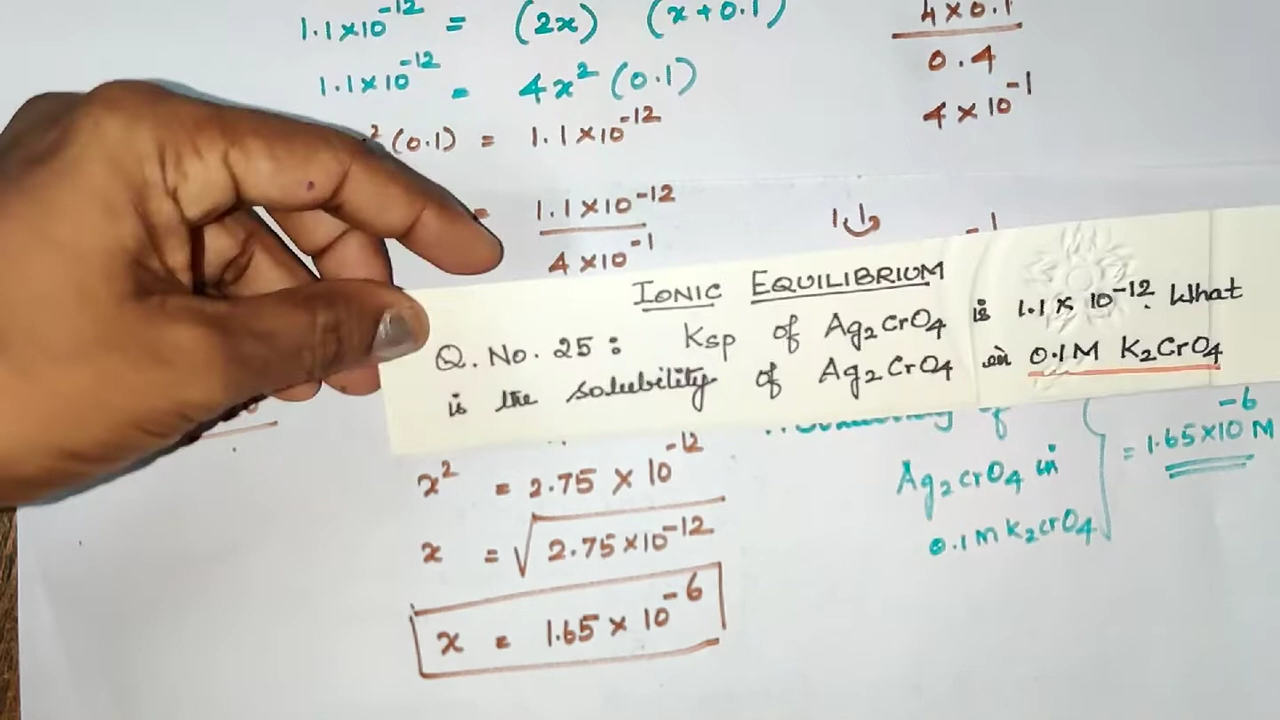 1.1×10⁻¹² = (2x) (x+0.1)
1.1×10⁻¹² = 4x² (0.1)
² (0.1) = 1.1×10⁻¹²
= 1.1×10⁻¹²
4×10⁻¹
4×0.1
0.4
4×10⁻¹
IONIC EQUILIBRIUM
Q. No. 25: Ksp of Ag₂CrO₄ is 1.1×10⁻¹². What
is the solubility of Ag₂CrO₄ in 0.1M K₂CrO₄
x² = 2.75 × 10⁻¹²
x = √2.75×10⁻¹²
x = 1.65×10⁻⁶
of
Ag₂CrO₄ in
0.1M K₂CrO₄
= 1.65×10⁻⁶ M